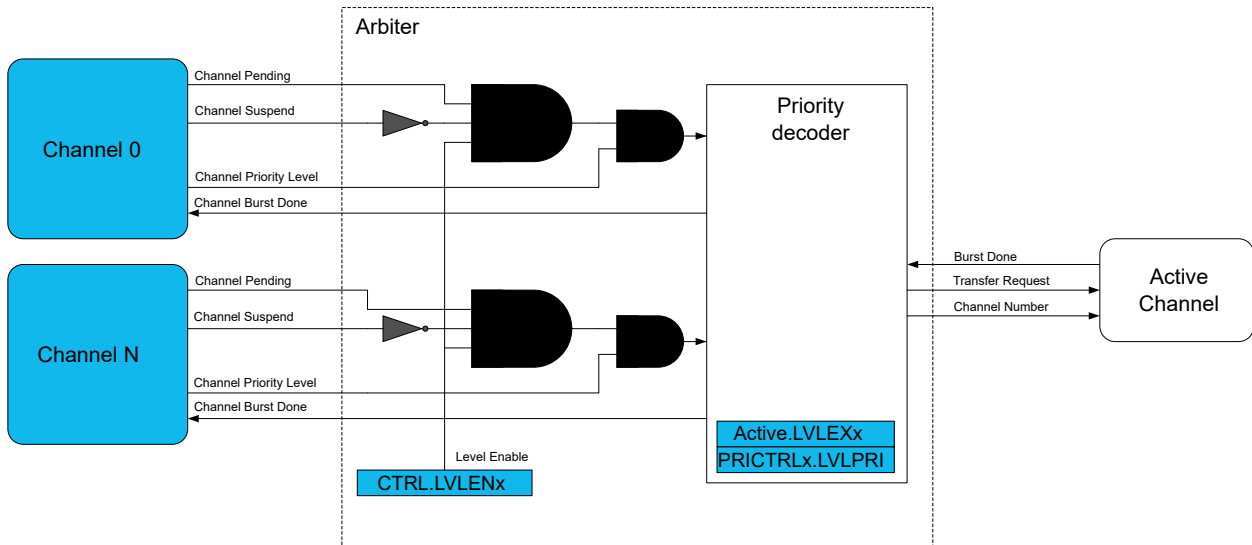 Arbiter
Channel Pending
Channel Suspend
Channel 0
Channel Priority Level
Channel Burst Done
Priority
decoder
Burst Done
Transfer Request
Channel Number
Active
Channel
Channel Pending
Channel Suspend
Channel N
Channel Priority Level
Channel Burst Done
Level Enable
CTRL.LVLENx
Active.LVLEXx
PRICTRLx.LVLPRI